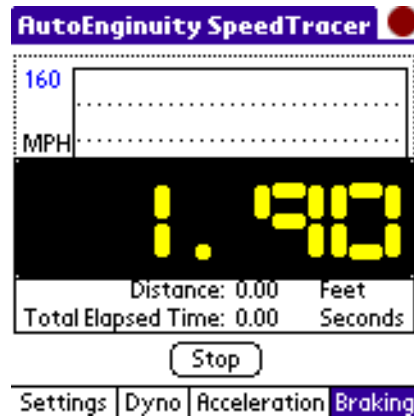 AutoEnginuity SpeedTracer
160
MPH
1.90
Distance: 0.00 Feet
Total Elapsed Time: 0.00 Seconds
Stop
Settings Dyno Acceleration Braking